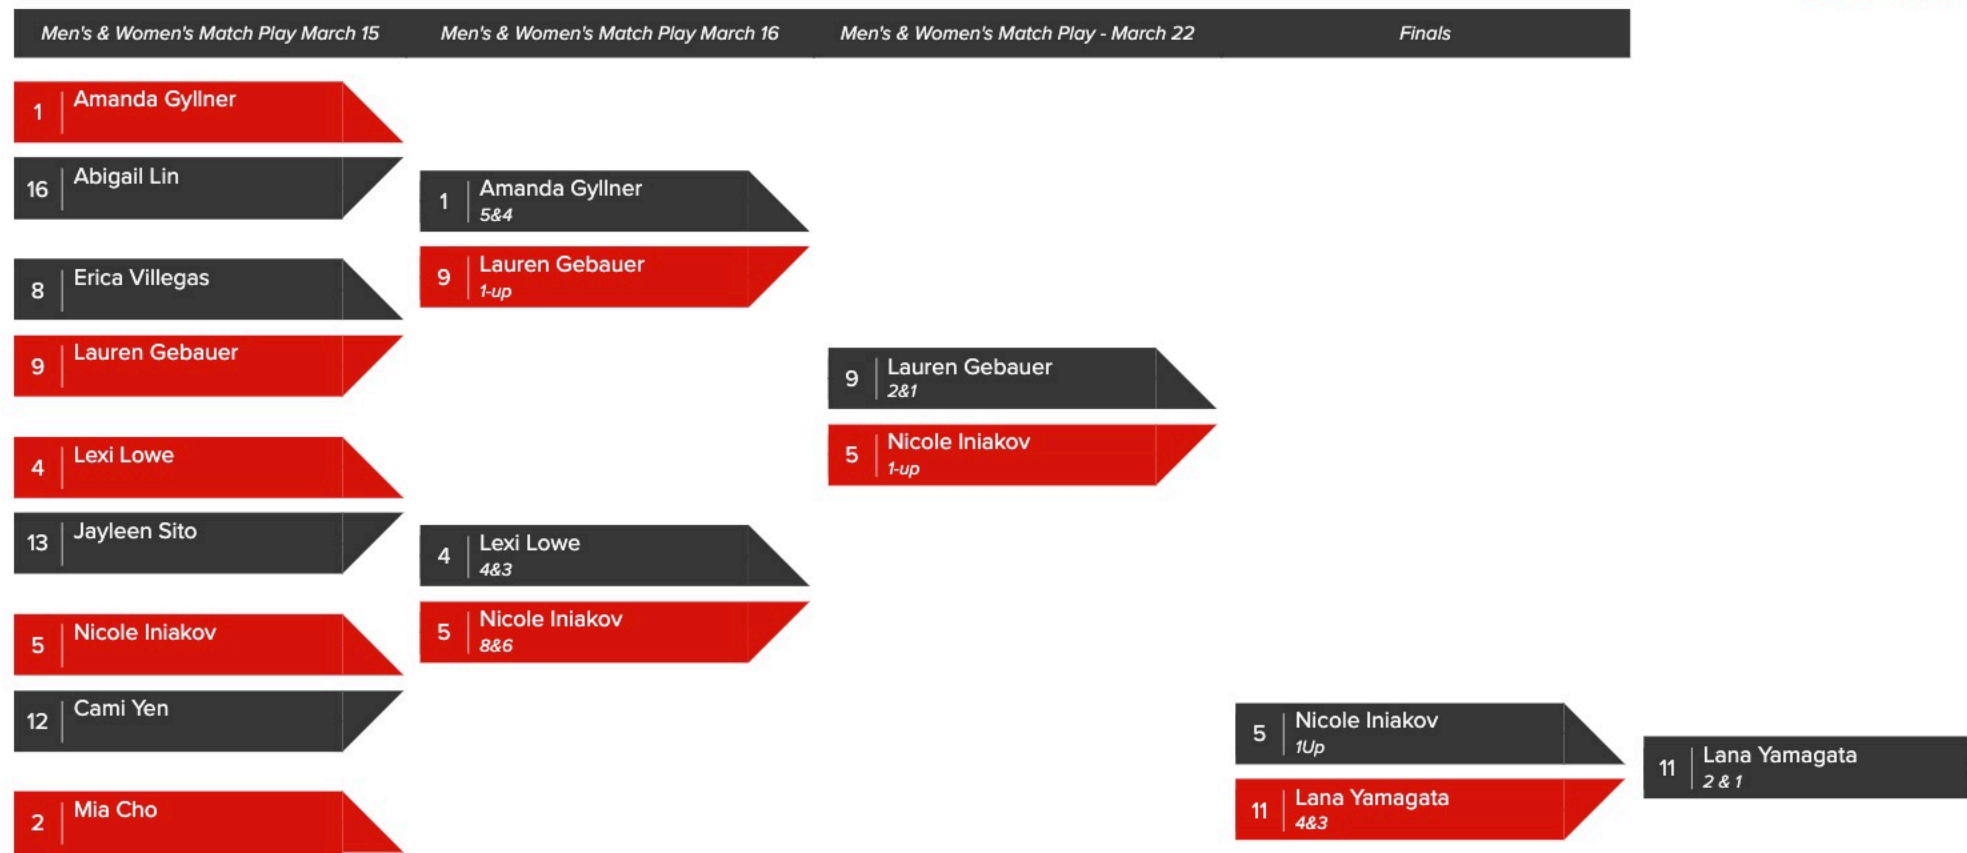 Men's & Women's Match Play March 15
Men's & Women's Match Play March 16
Men's & Women's Match Play - March 22
Finals
1 Amanda Gyllner
16 Abigail Lin
8 Erica Villegas
9 Lauren Gebauer
4 Lexi Lowe
13 Jayleen Sito
5 Nicole Iniakov
12 Cami Yen
2 Mia Cho
1 Amanda Gyllner
5&4
9 Lauren Gebauer
1-up
4 Lexi Lowe
4&3
5 Nicole Iniakov
8&6
9 Lauren Gebauer
2&1
5 Nicole Iniakov
1-up
5 Nicole Iniakov
1Up
11 Lana Yamagata
4&3
11 Lana Yamagata
2 & 1